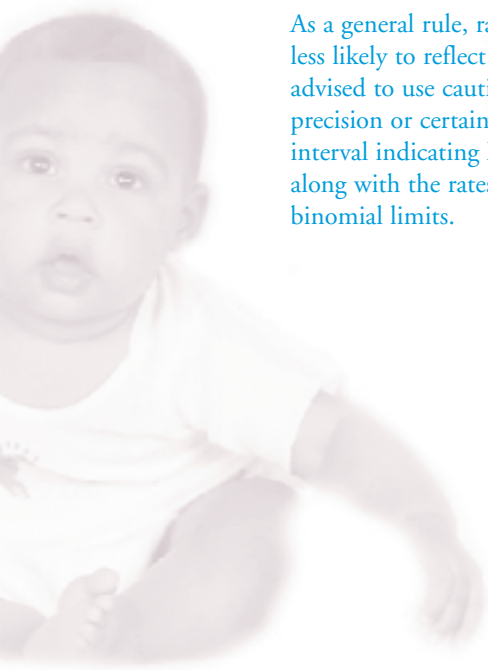 As a general rule, ra
less likely to reflect
advised to use cauti
precision or certain
interval indicating
along with the rates
binomial limits.